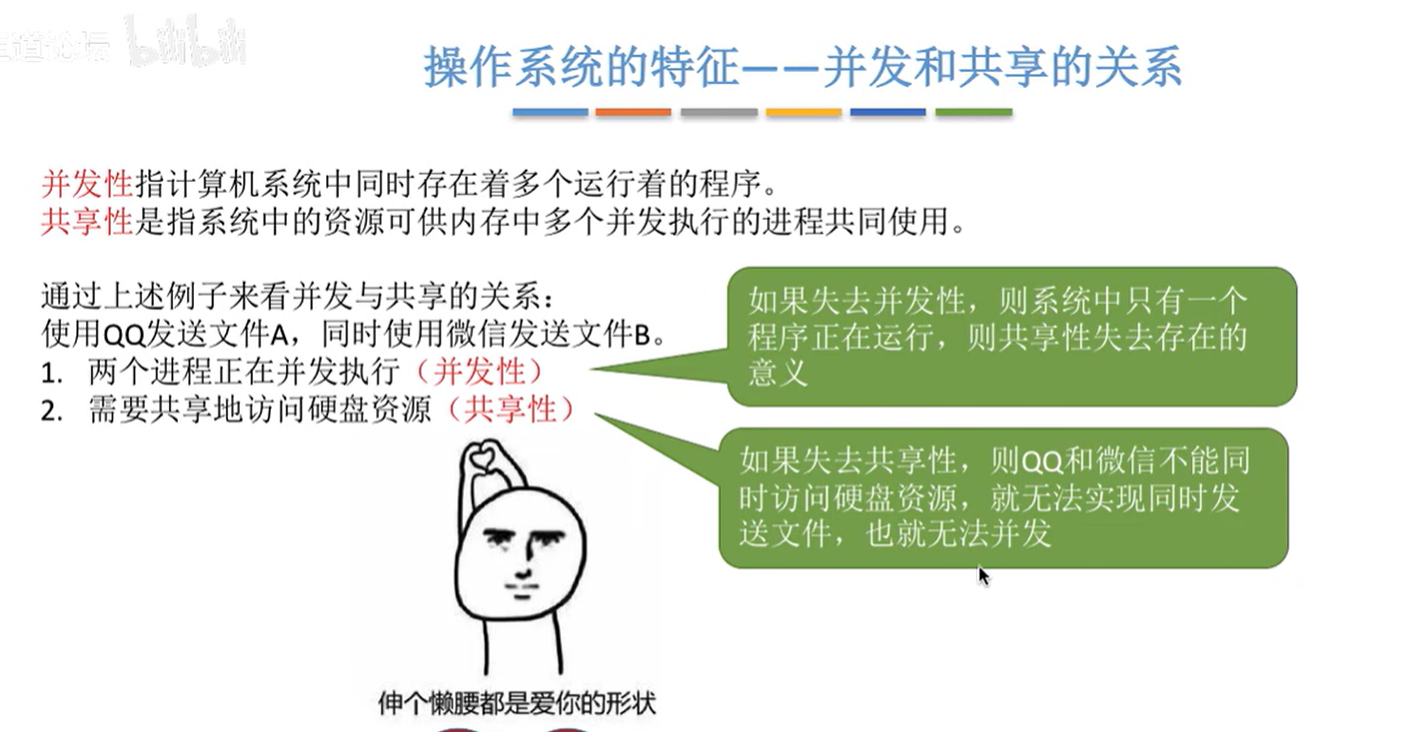 王道论坛 bilibili
操作系统的特征——并发和共享的关系
并发性指计算机系统中同时存在着多个运行着的程序。
共享性是指系统中的资源可供内存中多个并发执行的进程共同使用。
通过上述例子来看并发与共享的关系：
使用QQ发送文件A，同时使用微信发送文件B。
1. 两个进程正在并发执行（并发性）
2. 需要共享地访问硬盘资源（共享性）
如果失去并发性，则系统中只有一个
程序正在运行，则共享性失去存在的
意义
如果失去共享性，则QQ和微信不能同
时访问硬盘资源，就无法实现同时发
送文件，也就无法并发
伸个懒腰都是爱你的形状